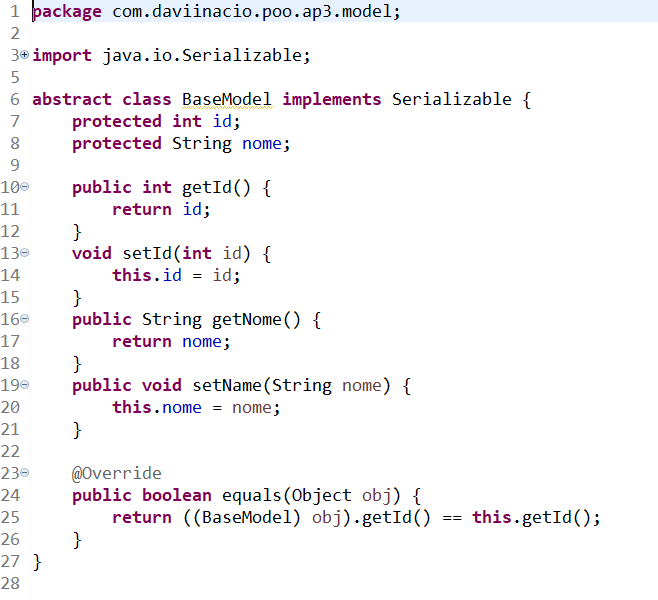 1 package com.daviinacio.poo.ap3.model;
2
3 import java.io.Serializable;
5
6 abstract class BaseModel implements Serializable {
7     protected int id;
8     protected String nome;
9
10     public int getId() {
11         return id;
12     }
13     void setId(int id) {
14         this.id = id;
15     }
16     public String getNome() {
17         return nome;
18     }
19     public void setName(String nome) {
20         this.nome = nome;
21     }
22
23     @Override
24     public boolean equals(Object obj) {
25         return ((BaseModel) obj).getId() == this.getId();
26     }
27 }
28